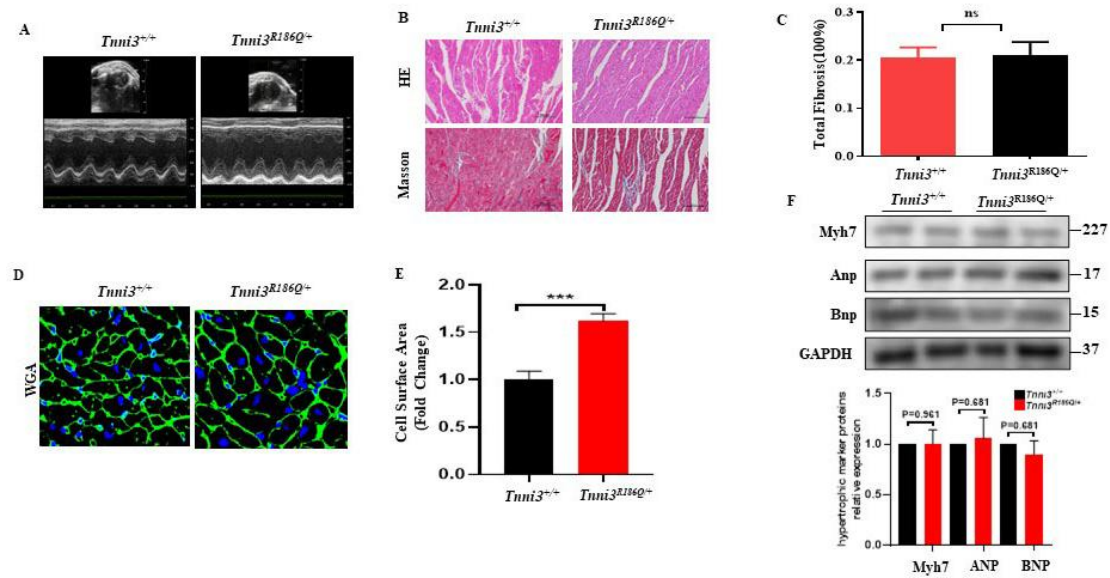 A
Tnni3+/+ Tnni3R186Q/+
B
Tnni3+/+ Tnni3R186Q/+
HE
Masson
C
ns
Total Fibrosis(100%)
0.3
0.2
0.1
0.0
Tnni3+/+ Tnni3R186Q/+
D
Tnni3+/+ Tnni3R186Q/+
WGA
E
***
Cell Surface Area
(Fold Change)
2.0
1.5
1.0
0.5
0.0
Tnni3+/+ Tnni3R186Q/+
F
Tnni3+/+ Tnni3R186Q/+
Myh7 227
Anp 17
Bnp 15
GAPDH 37
hypertrophic marker proteins
relative expression
1.5
1.0
0.5
0.0
Tnni3+/+
Tnni3R186Q/+
P=0.961
P=0.681
P=0.681
Myh7 ANP BNP